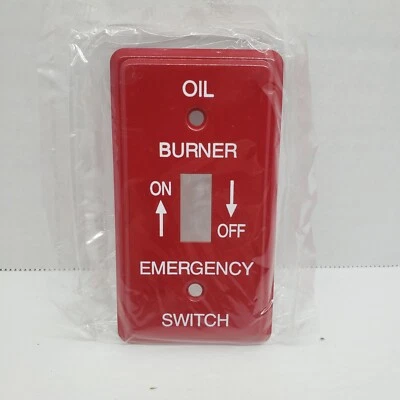 OIL
BURNER
ON
OFF
EMERGENCY
SWITCH